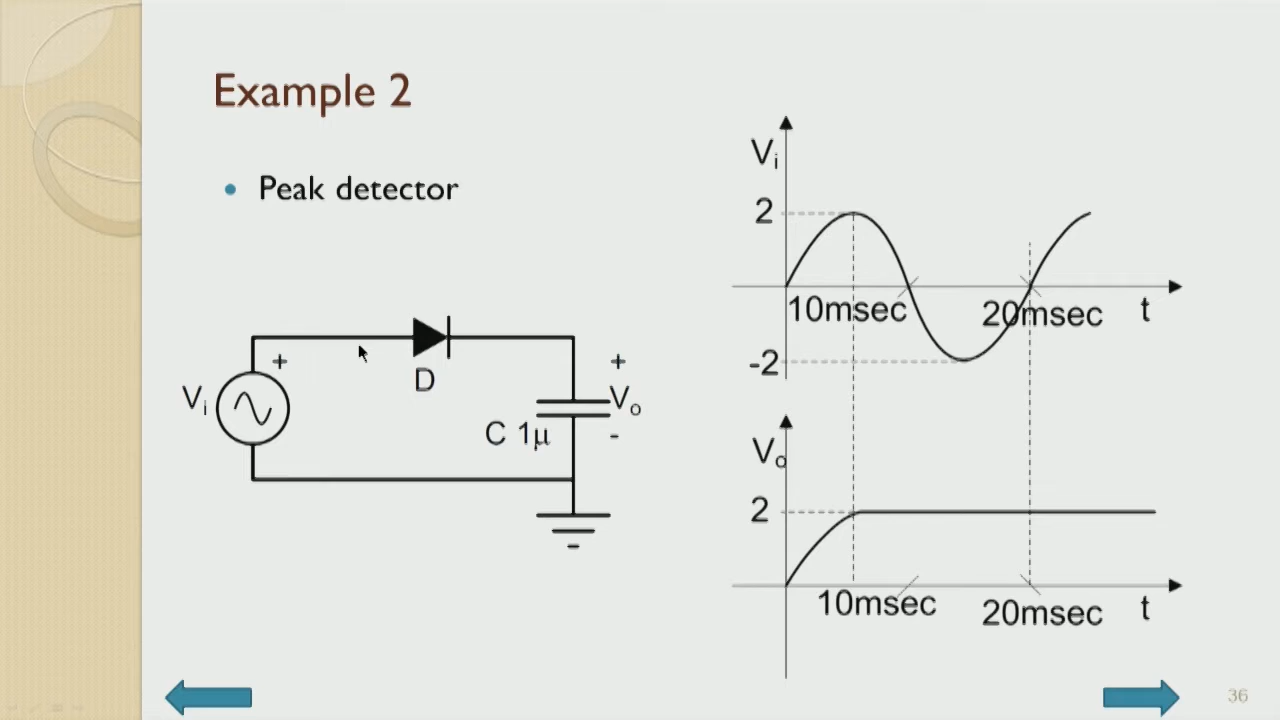 Example 2
Peak detector
+
Vi
D
+
Vo
-
C 1μ
Vi
2
10msec
20msec
t
-2
Vo
2
10msec
20msec
t
36